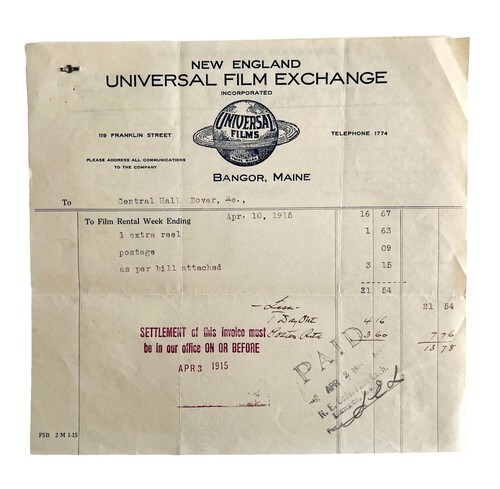 NEW ENGLAND
UNIVERSAL FILM EXCHANGE
INCORPORATED
UNIVERSAL
FILMS
119 FRANKLIN STREET
TELEPHONE 1774
PLEASE ADDRESS ALL COMMUNICATIONS
TO THE COMPANY
BANGOR, MAINE
To Central Hall, Dover, Me.,
To Film Rental Week Ending Apr. 10, 1915 16 67
1 extra reel 1 63
postage 09
as per bill attached 3 15
21 54
Less 21 54
1 Day 4 16
3 60 7 76
13 78
SETTLEMENT of this invoice must
be in our office ON OR BEFORE
APR 3 1915
PAID
APR 2
N. E.
F5B 2 M 1-15